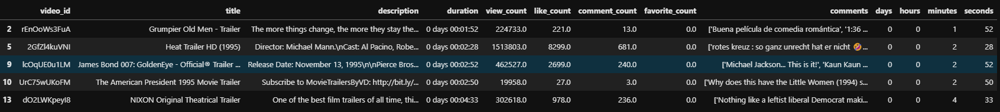 video_id title description duration view_count like_count comment_count favorite_count comments days hours minutes seconds
2 rEnOoWs3FuA Grumpier Old Men - Trailer The more things change, the more they stay the... 0 days 00:01:52 224733.0 221.0 13.0 0.0 ['Buena película de comedia romántica', '1:36 ... 0 0 1 52
5 2GfZl4kuVNI Heat Trailer HD (1995) Director: Michael Mann.\nCast: Al Pacino, Robe... 0 days 00:02:28 1513803.0 8299.0 681.0 0.0 ['rotes kreuz : so ganz unrecht hat er nicht 🤣... 0 0 2 28
9 lcOqUE0u1LM James Bond 007: GoldenEye - Official® Trailer ... Release Date: November 13, 1995\n\nPierce Bros... 0 days 00:02:52 462527.0 2699.0 240.0 0.0 ['Michael Jackson... This is it!', 'Kaun Kaun ... 0 0 2 52
10 UrC75wUKoFM The American President 1995 Movie Trailer Subscribe to MovieTrailersByVD: http://bit.ly/... 0 days 00:02:50 19958.0 27.0 3.0 0.0 ['Why does this have the Little Women (1994) s... 0 0 2 50
13 dO2LWKpeyI8 NIXON Original Theatrical Trailer One of the best film trailers of all time, thi... 0 days 00:04:33 302618.0 978.0 236.0 0.0 ['Nothing like a leftist liberal Democrat maki... 0 0 4 33